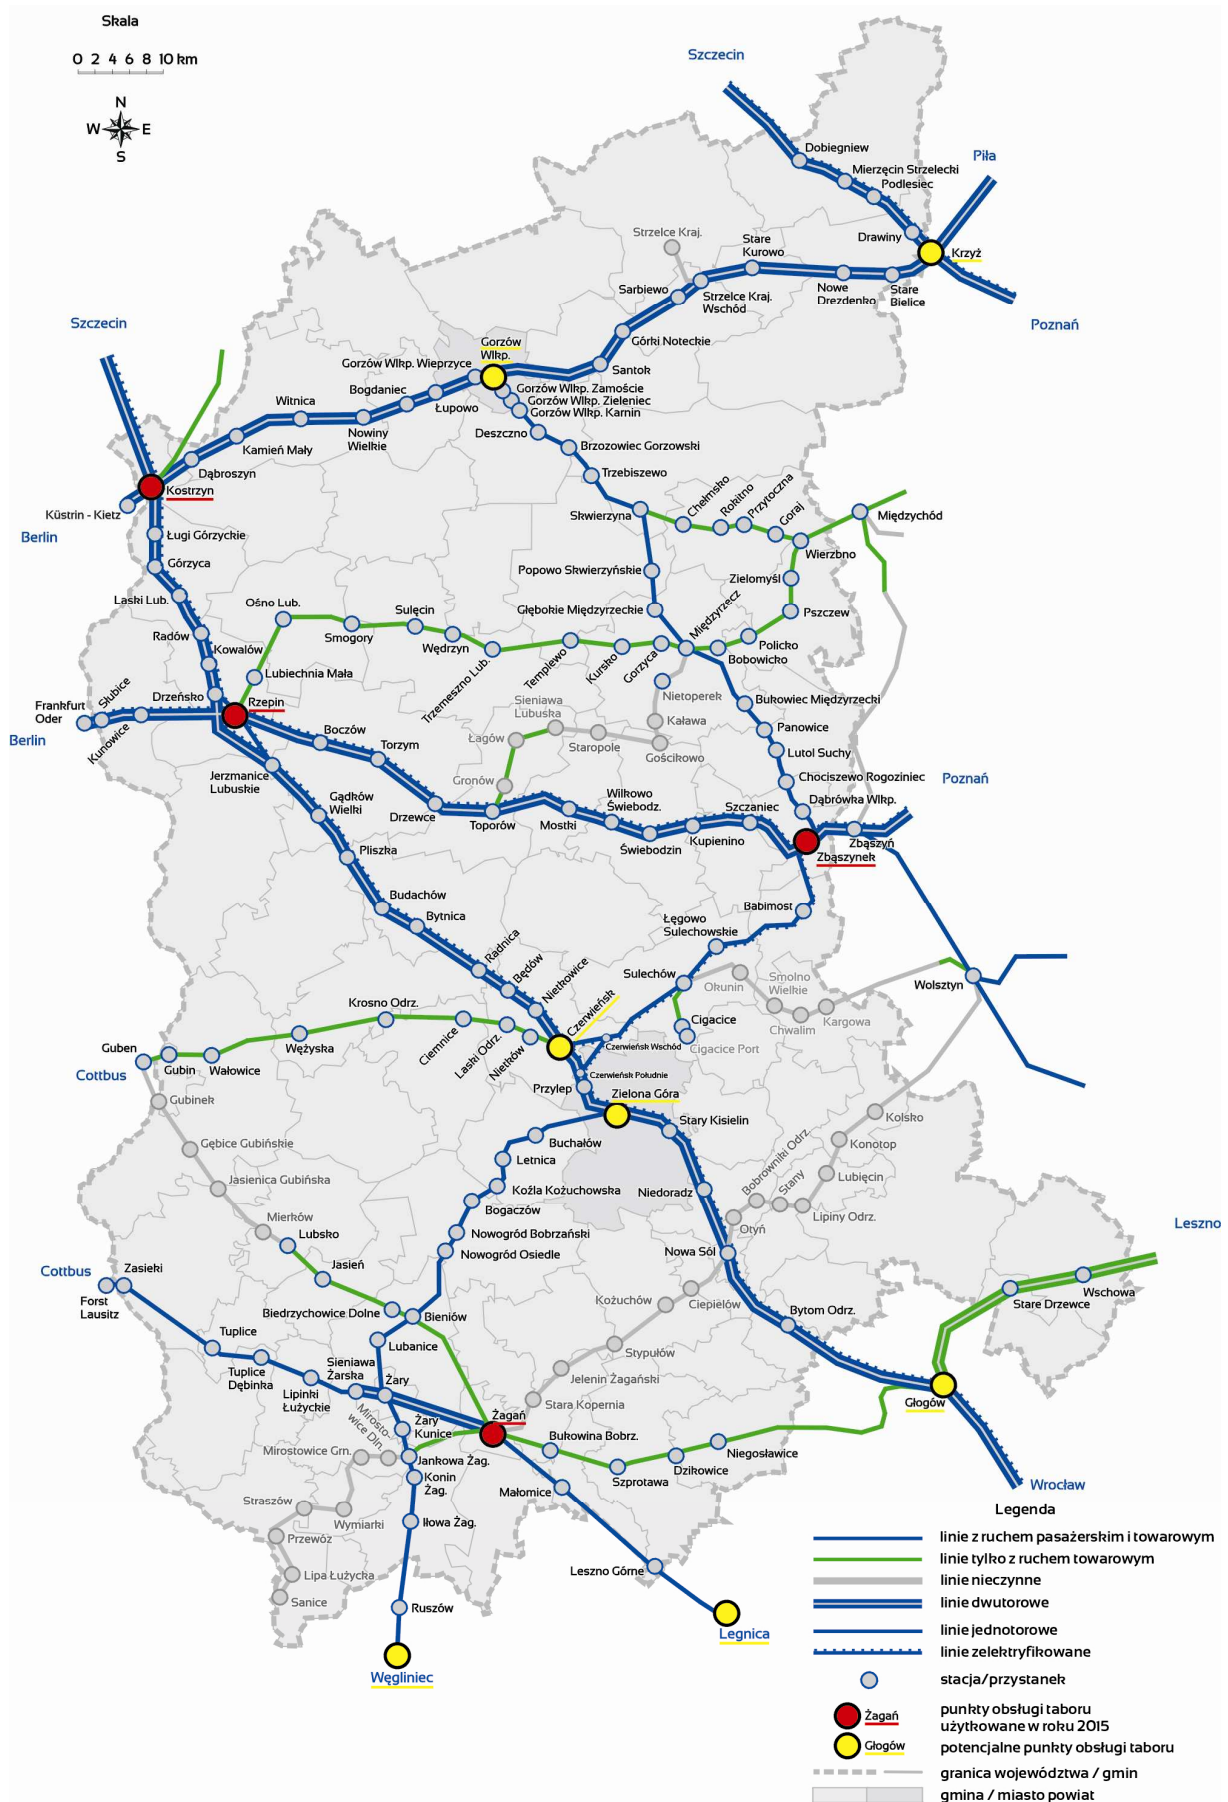 Skala
0 2 4 6 8 10 km
N
W E
S
Szczecin
Dobiegniew
Mierzęcin Strzelecki
Podlesiec
Piła
Drawiny
Krzyż
Strzelce Kraj.
Stare
Kurowo
Sarbiewo
Strzelce Kraj.
Wschód
Nowe
Drezdenko
Stare
Bielice
Poznań
Szczecin
Górki Noteckie
Gorzów
Wlkp.
Gorzów Wlkp. Wieprzyce
Santok
Bogdaniec
Gorzów Wlkp. Zamoście
Gorzów Wlkp. Zieleniec
Gorzów Wlkp. Karnin
Witnica
Łupowo
Nowiny
Wielkie
Deszczno
Brzozowiec Gorzowski
Kamień Mały
Dąbroszyn
Trzebiszewo
Kostrzyn
Küstrin - Kietz
Berlin
Skwierzyna
Chełmsko
Rokitno
Przytoczna
Goraj
Międzychód
Wierzbno
Ługi Górzyckie
Górzyca
Popowo Skwierzyńskie
Zielomyśl
Laski Lub.
Ośno Lub.
Sulęcin
Głębokie Międzyrzeckie
Międzyrzecz
Pszczew
Radów
Smogory
Wędrzyn
Kowalów
Policko
Bobowicko
Lubiechnia Mała
Trzemeszno Lub.
Templewo
Kursko
Gorzyca
Nietoperek
Drzeńsko
Rzepin
Słubice
Frankfurt
Oder
Berlin
Kunowice
Sieniawa
Lubuska
Bukowiec Międzyrzecki
Kaława
Panowice
Łagów
Staropole
Gościkowo
Lutol Suchy
Boczów
Torzym
Jerzmanice
Lubuskie
Gronów
Chociszewo Rogoziniec
Poznań
Gądków
Wielki
Wilkowo
Świebodz.
Szczaniec
Dąbrówka Wlkp.
Drzewce
Toporów
Mostki
Świebodzin
Kupienino
Zbąszyń
Zbąszynek
Pliszka
Budachów
Bytnica
Babimost
Łęgowo
Sulechowskie
Radnica
Będów
Nietkowice
Sulechów
Okunin
Smolno
Wielkie
Wolsztyn
Czerwieńsk
Krosno Odrz.
Chwalim
Kargowa
Cigacice
Cigacice Port
Czerwieńsk Wschód
Guben
Cottbus
Gubin
Wałowice
Wężyska
Ciemnice
Laski Odrz.
Nietków
Czerwieńsk Południe
Przylep
Zielona Góra
Gubinek
Stary Kisielin
Kolsko
Gębice Gubińskie
Buchałów
Konotop
Letnica
Bobrowniki Odrz.
Stany
Lubięcin
Jasienica Gubińska
Koźla Kożuchowska
Niedoradz
Lipiny Odrz.
Bogaczów
Otyń
Mierków
Lubsko
Nowogród Bobrzański
Nowogród Osiedle
Nowa Sól
Leszno
Cottbus
Zasieki
Jasień
Forst
Lausitz
Biedrzychowice Dolne
Bieniów
Kożuchów
Ciepielów
Bytom Odrz.
Wschowa
Stare Drzewce
Tuplice
Lubanice
Stypułów
Tuplice
Dębinka
Sieniawa
Żarska
Żary
Jelenin Żagański
Lipinki
Łużyckie
Stara Kopernia
Głogów
Mirosto-
wice Dln.
Żary
Kunice
Żagań
Bukowina Bobrz.
Niegosławice
Mirostowice Grn.
Jankowa Żag.
Konin
Żag.
Szprotawa
Dzikowice
Wrocław
Małomice
Straszów
Wymiarki
Iłowa Żag.
Przewóz
Lipa Łużycka
Sanice
Leszno Górne
Ruszów
Legnica
Węgliniec
Legenda
linie z ruchem pasażerskim i towarowym
linie tylko z ruchem towarowym
linie nieczynne
linie dwutorowe
linie jednotorowe
linie zelektryfikowane
stacja/przystanek
Żagań
punkty obsługi taboru
użytkowane w roku 2015
Głogów
potencjalne punkty obsługi taboru
granica województwa / gmin
gmina / miasto powiat